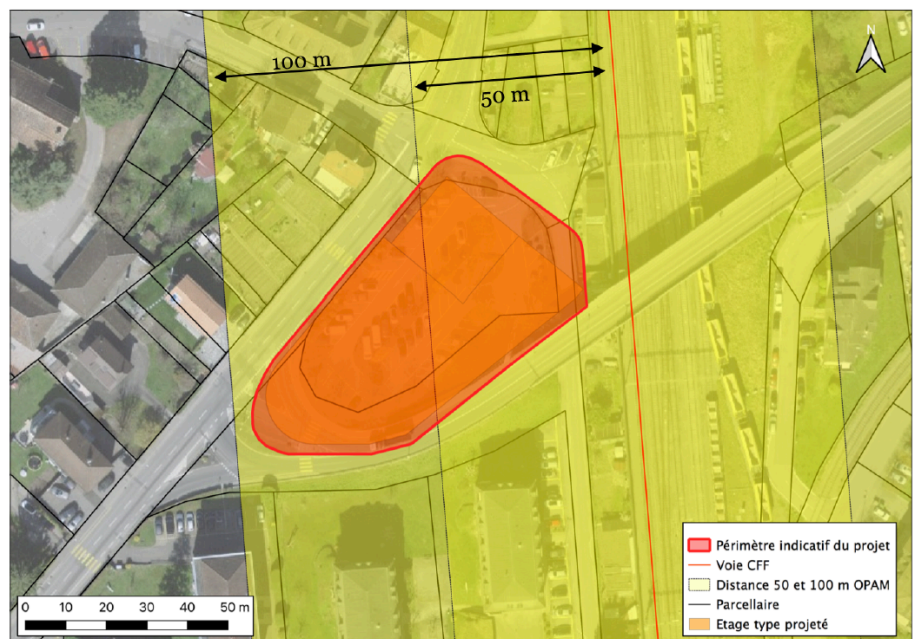 N
100 m
50 m
Périmètre indicatif du projet
Voie CFF
Distance 50 et 100 m OPAM
Parcellaire
Etage type projeté
0 10 20 30 40 50 m